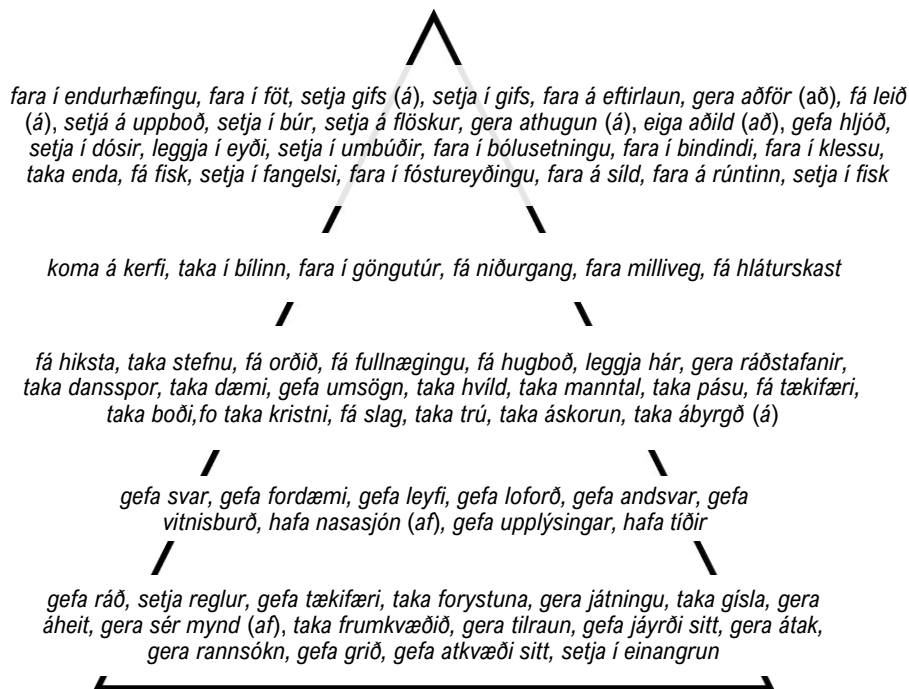 fara í endurhæfingu, fara í föt, setja gifs (á), setja í gifs, fara á eftirlaun, gera aðför (að), fá leið
(á), setjá á uppboð, setja í búr, setja á flöskur, gera athugun (á), eiga aðild (að), gefa hljóð,
setja í dósir, leggja í eyði, setja í umbúðir, fara í bólusetningu, fara í bindindi, fara í klessu,
taka enda, fá fisk, setja í fangelsi, fara í fóstureyðingu, fara á síld, fara á rúntinn, setja í fisk
koma á kerfi, taka í bílinn, fara í göngutúr, fá niðurgang, fara milliveg, fá hláturskast
fá hiksta, taka stefnu, fá orðið, fá fullnægingu, fá hugboð, leggja hár, gera ráðstafanir,
taka dansspor, taka dæmi, gefa umsögn, taka hvíld, taka manntal, taka pásu, fá tækifæri,
taka boði,fo taka kristni, fá slag, taka trú, taka áskorun, taka ábyrgð (á)
gefa svar, gefa fordæmi, gefa leyfi, gefa loforð, gefa andsvar, gefa
vitnisburð, hafa nasasjón (af), gefa upplýsingar, hafa tíðir
gefa ráð, setja reglur, gefa tækifæri, taka forystuna, gera játningu, taka gísla, gera
áheit, gera sér mynd (af), taka frumkvæðið, gera tilraun, gefa jáyrði sitt, gera átak,
gera rannsókn, gefa grið, gefa atkvæði sitt, setja í einangrun